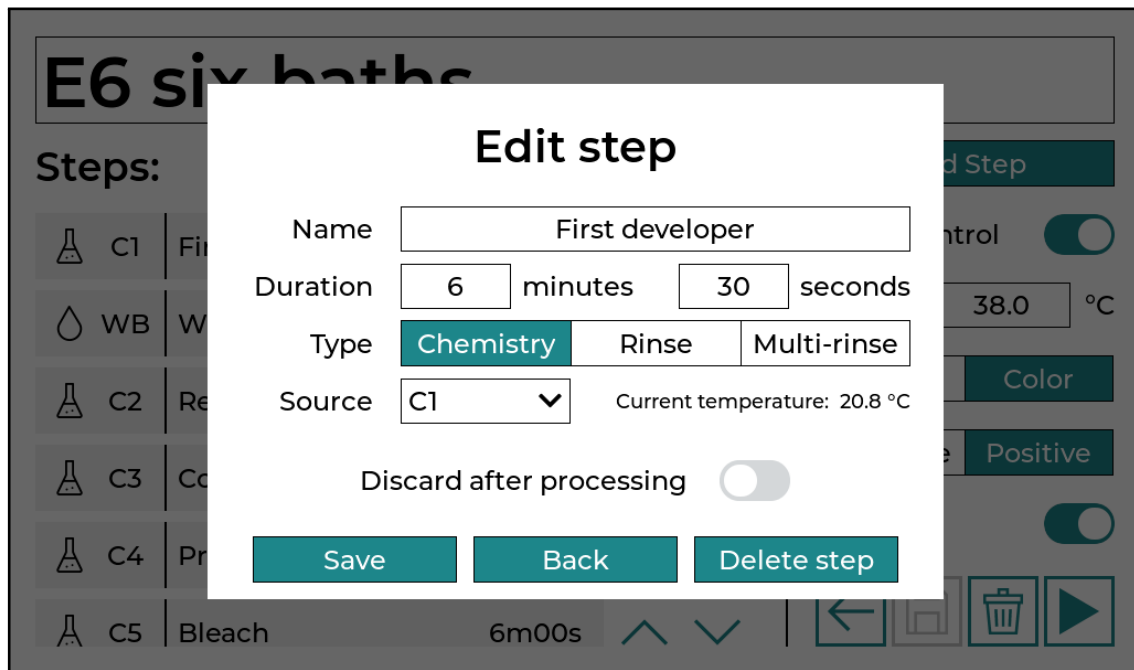 E6 six baths
Edit step
Steps:
d Step
Name First developer
C1 Fi
ntrol
Duration 6 minutes 30 seconds
38.0 °C
WB W
Type Chemistry Rinse Multi-rinse
Color
C2 Re
Source C1 Current temperature: 20.8 °C
e Positive
C3 Co
Discard after processing
C4 Pr
Save Back Delete step
C5 Bleach 6m00s